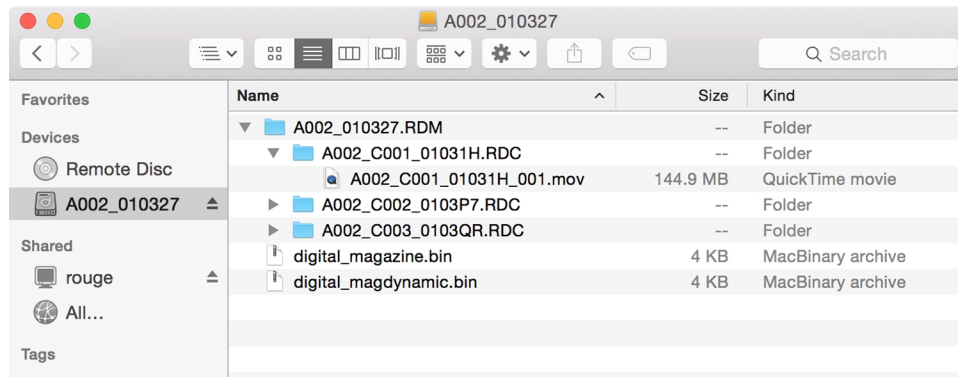 A002_010327
Search
Favorites
Devices
Remote Disc
A002_010327
Shared
rouge
All...
Tags
Name Size Kind
A002_010327.RDM -- Folder
A002_C001_01031H.RDC -- Folder
A002_C001_01031H_001.mov 144.9 MB QuickTime movie
A002_C002_0103P7.RDC -- Folder
A002_C003_0103QR.RDC -- Folder
digital_magazine.bin 4 KB MacBinary archive
digital_magdynamic.bin 4 KB MacBinary archive